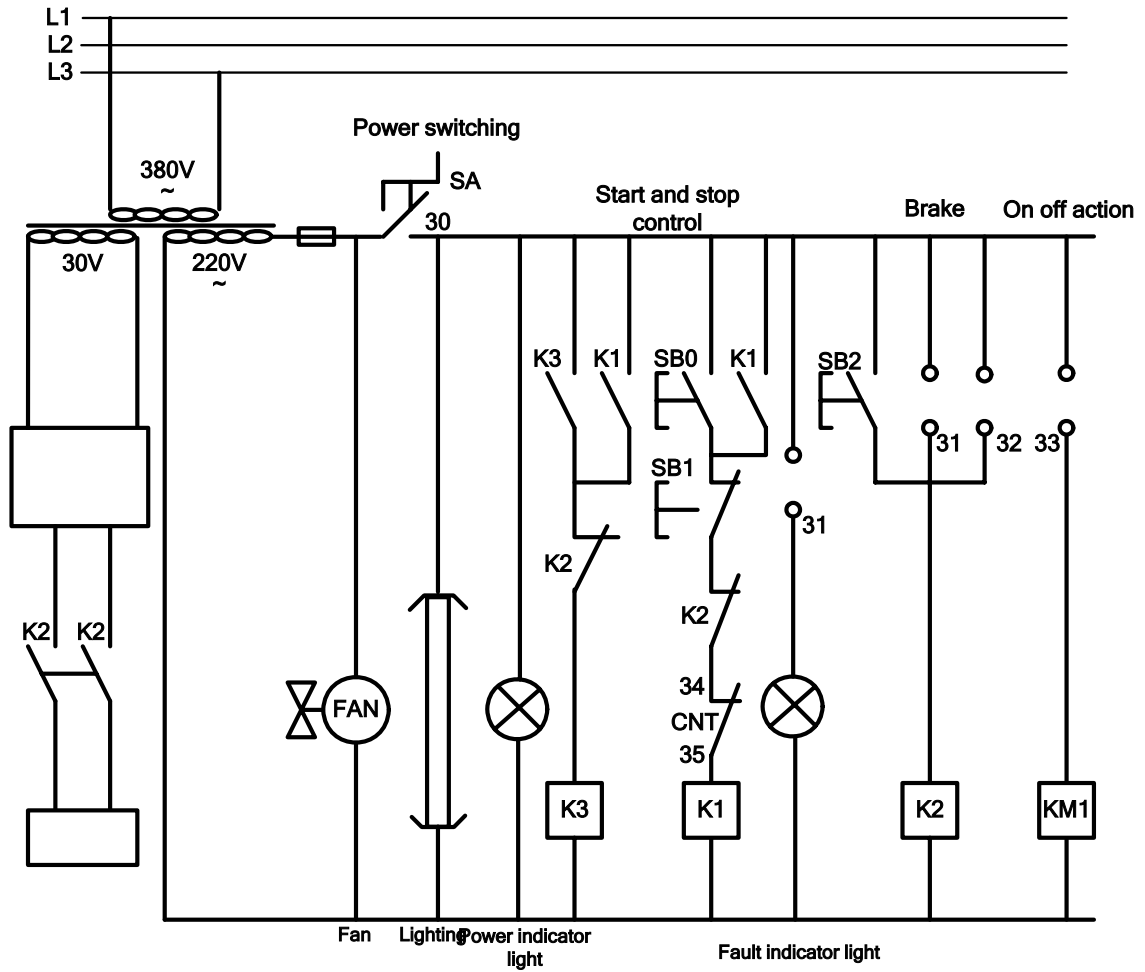 L1
L2
L3
Power switching
380V
~
SA
Start and stop
control
Brake
On off action
30
30V
220V
~
K3
K1
SB0
K1
SB2
31
32
33
SB1
31
K2
K2
K2
K2
34
CNT
35
FAN
K3
K1
K2
KM1
Fan
Lighting
Power indicator
light
Fault indicator light